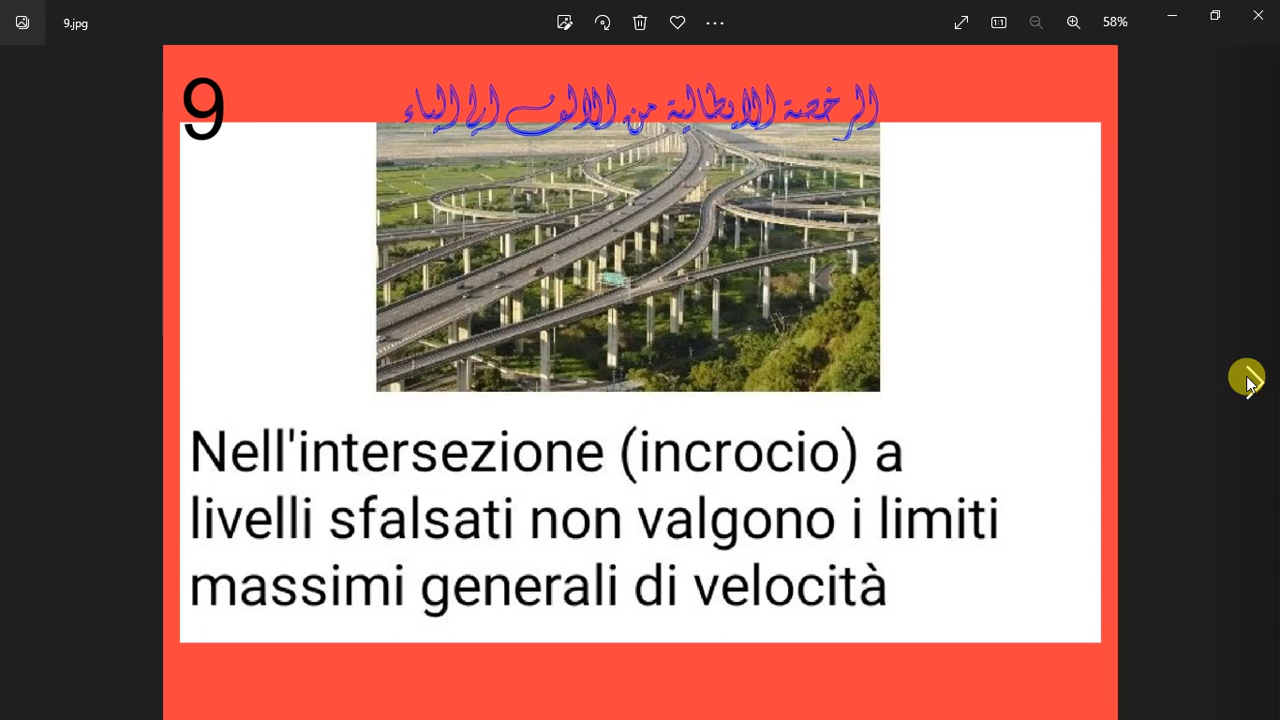 9.jpg
58%
9
الرخصة الايطالية من الالف الى الياء
Nell'intersezione (incrocio) a
livelli sfalsati non valgono i limiti
massimi generali di velocità